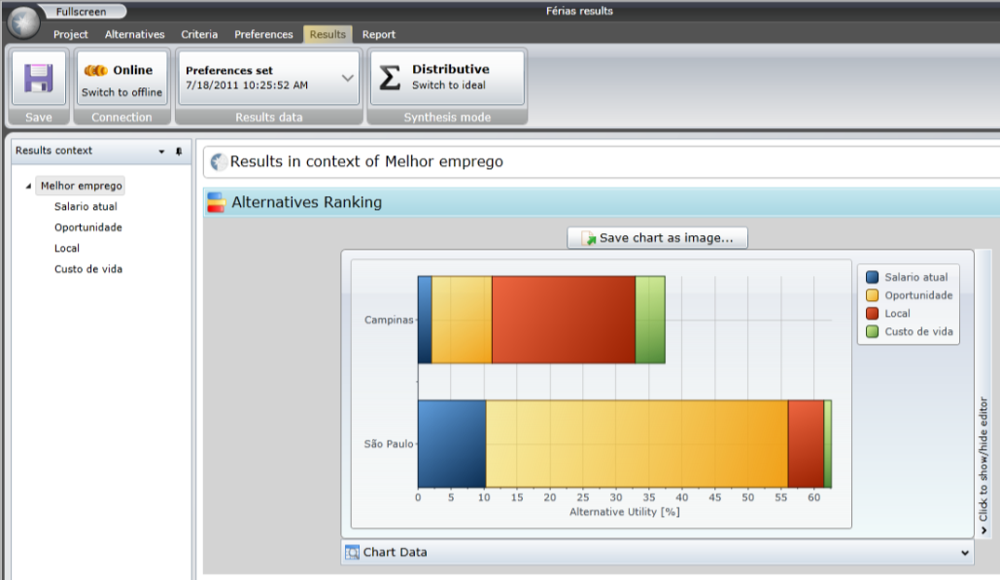 Fullscreen
Férias results
Project Alternatives Criteria Preferences Results Report
Online
Switch to offline
Preferences set
7/18/2011 10:25:52 AM
Σ Distributive
Switch to ideal
Save Connection Results data Synthesis mode
Results context
Melhor emprego
Salario atual
Oportunidade
Local
Custo de vida
Results in context of Melhor emprego
Alternatives Ranking
Save chart as image...
Campinas
São Paulo
0 5 10 15 20 25 30 35 40 45 50 55 60
Alternative Utility [%]
Salario atual
Oportunidade
Local
Custo de vida
Click to show/hide editor
Chart Data